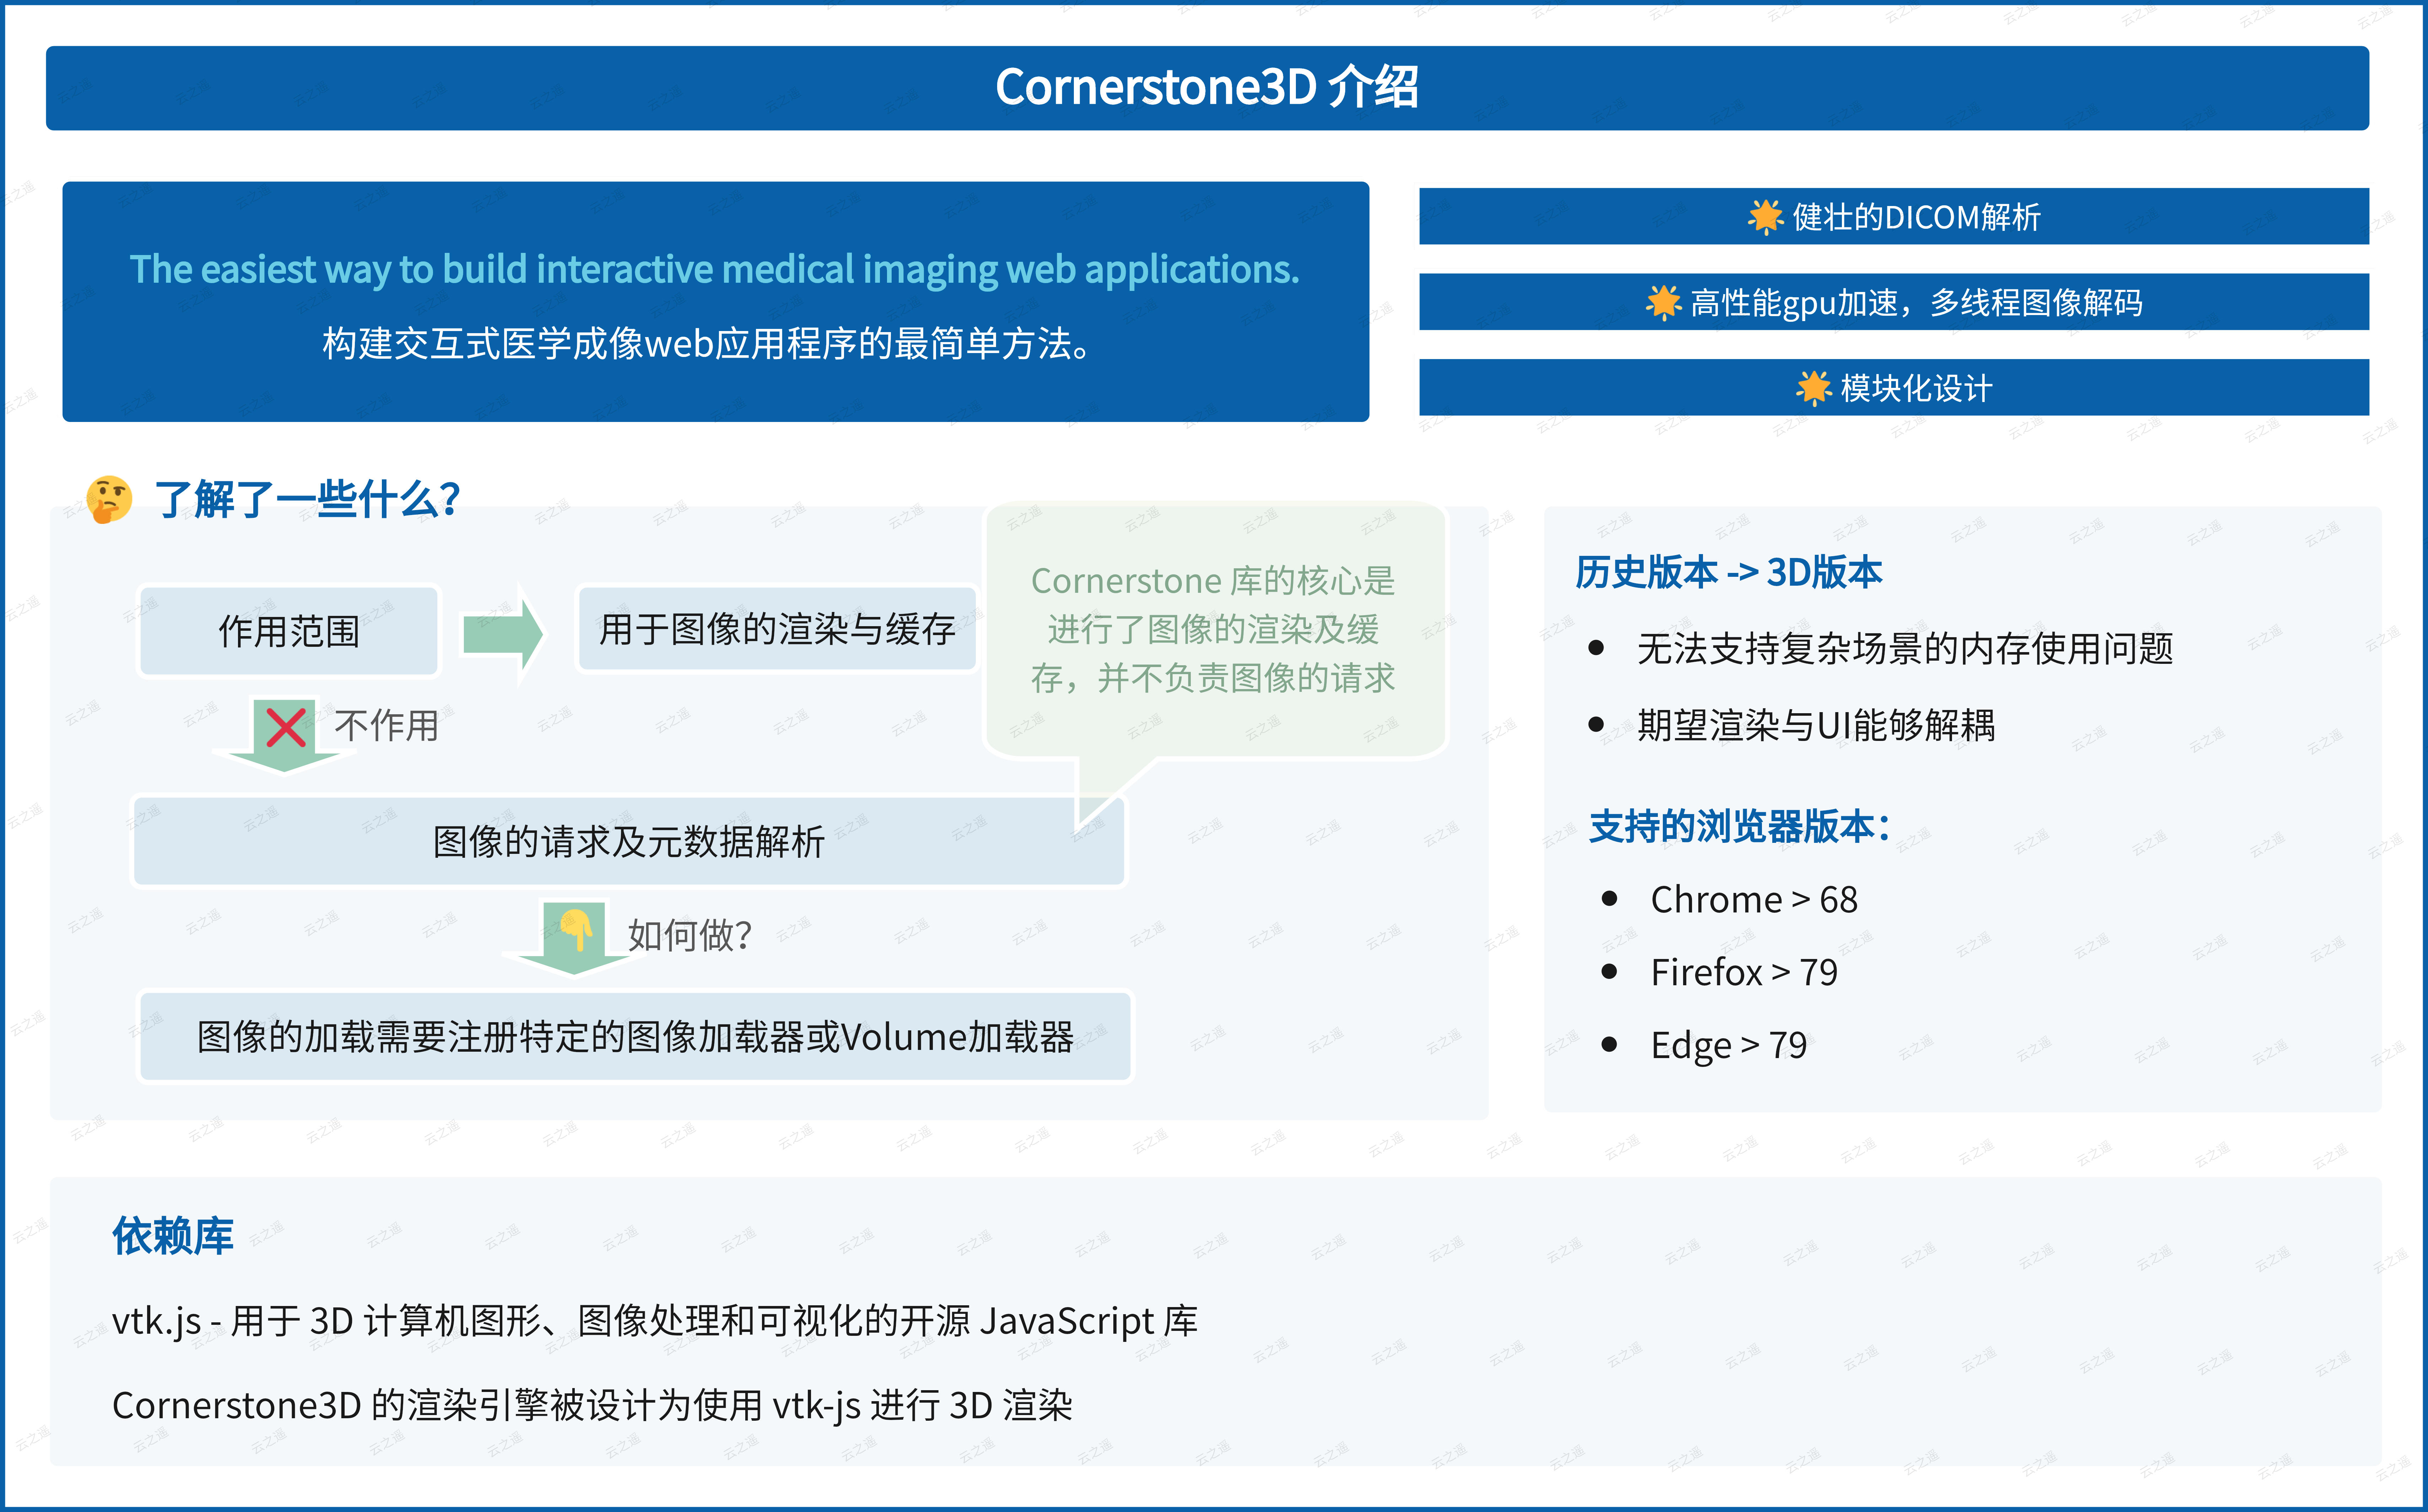 Cornerstone3D 介绍
The easiest way to build interactive medical imaging web applications.
构建交互式医学成像web应用程序的最简单方法。
健壮的DICOM解析
高性能gpu加速，多线程图像解码
模块化设计
了解了一些什么？
作用范围
用于图像的渲染与缓存
Cornerstone 库的核心是
进行了图像的渲染及缓
存，并不负责图像的请求
不作用
图像的请求及元数据解析
如何做？
图像的加载需要注册特定的图像加载器或Volume加载器
历史版本 -> 3D版本
• 无法支持复杂场景的内存使用问题
• 期望渲染与UI能够解耦
支持的浏览器版本：
• Chrome > 68
• Firefox > 79
• Edge > 79
依赖库
vtk.js - 用于 3D 计算机图形、图像处理和可视化的开源 JavaScript 库
Cornerstone3D 的渲染引擎被设计为使用 vtk-js 进行 3D 渲染
云之遥